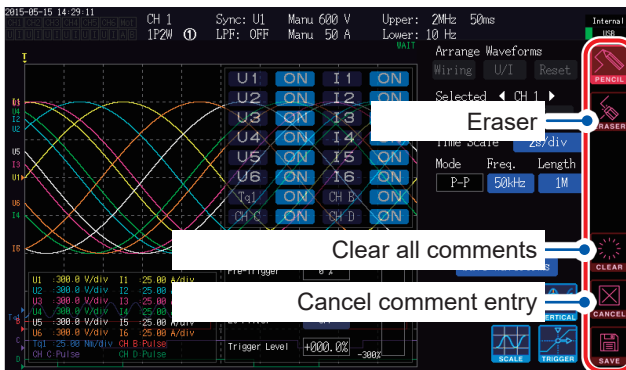 2015-05-15 14:29:11
CH 1 Sync: U1 Manu 600 V Upper: 2MHz 50ms Internal
1P2W ① LPF: OFF Manu 50 A Lower: 10 Hz USB
WAIT
Arrange Waveforms
Wiring U/I Reset
PENCIL
U1 ON I1 ON
Selected ◀ CH 1 ▶
U2 ON I2 ON
U3 ON I3 ON
Eraser
ERASER
U4 ON I4 ON
Time Scale 2s/div
U5 ON I5 ON
Mode Freq. Length
U6 ON I6 ON
P-P 50kHz 1M
Tq1 ON CH B ON
CH C ON CH D ON
Clear all comments
CLEAR
U1 :300.0 V/div I1 :25.00 A/div
Pre-Trigger 0 %
U2 :300.0 V/div I2 :25.00
Cancel comment entry
CANCEL
U3 :300.0 V/div I3 :25.00
U4 :300.0 V/div I4 :25.00
VERTICAL
U5 :300.0 V/div I5 :25.00 A/div
U6 :300.0 V/div I6 :25.00 A/div
Tq1 :25.00 Nm/div CH B:Pulse
Trigger Level +000.0% -300%
CH C:Pulse CH D:Pulse
SCALE TRIGGER SAVE